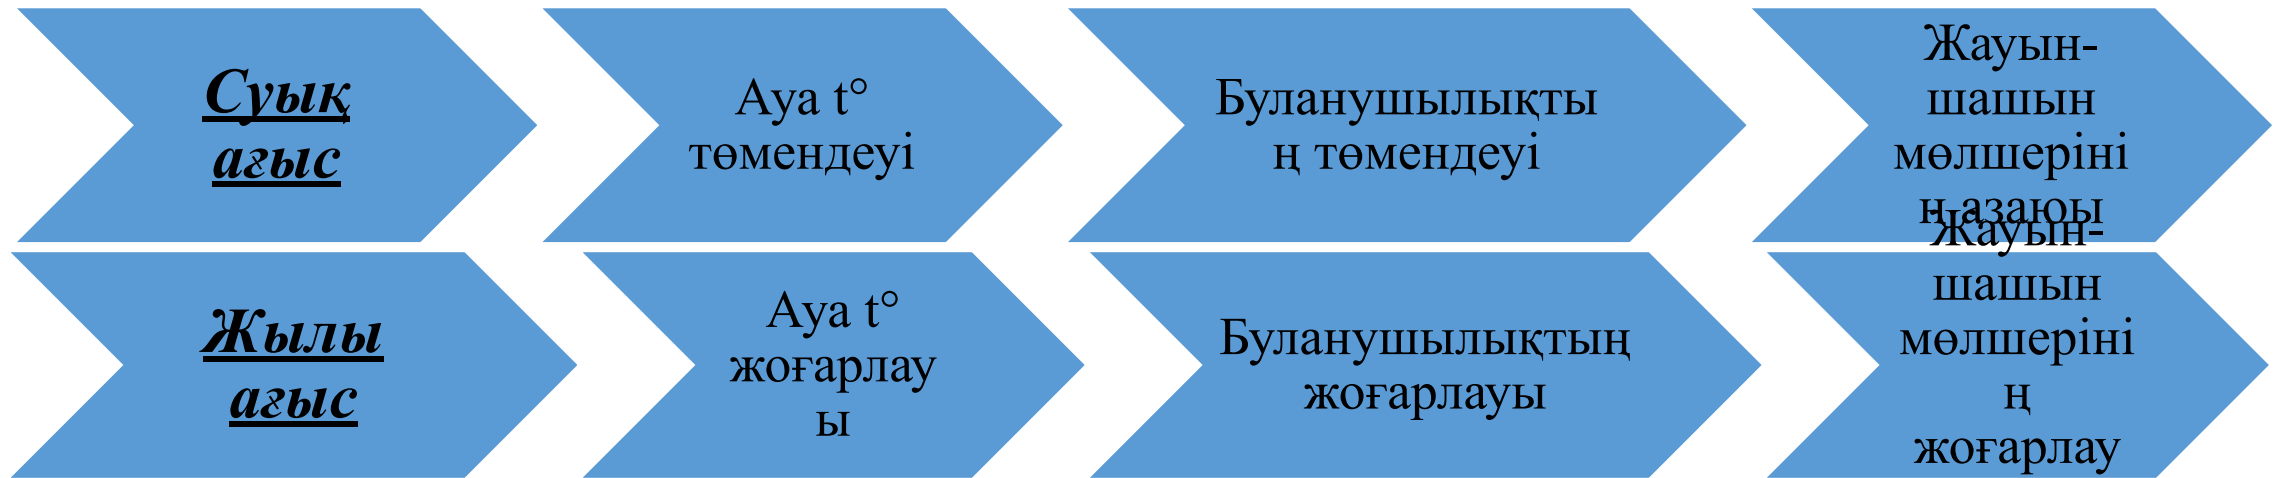 Суық
ағыс
Ауа t°
төмендеуі
Буланушылықты
ң төмендеуі
Жауын-
шашын
мөлшеріні
ң азаюы
Жылы
ағыс
Ауа t°
жоғарлау
ы
Буланушылықтың
жоғарлауы
Жауын-
шашын
мөлшеріні
ң
жоғарлау